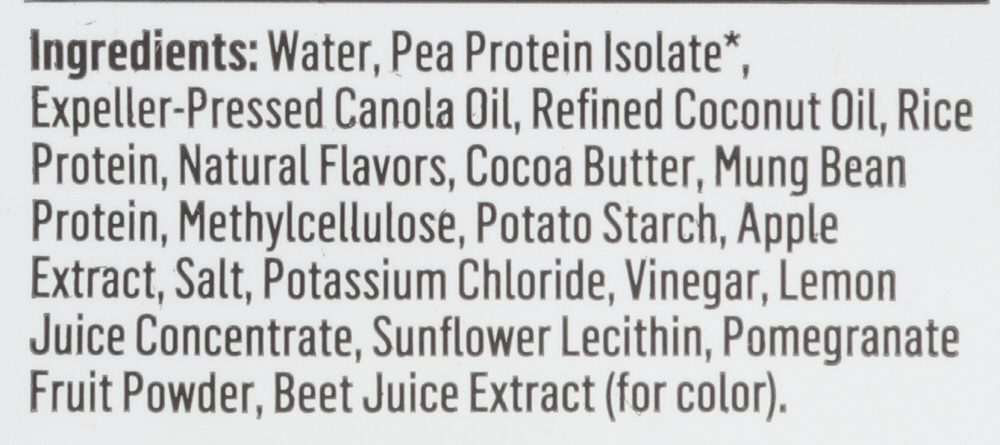 Ingredients: Water, Pea Protein Isolate*,
Expeller-Pressed Canola Oil, Refined Coconut Oil, Rice
Protein, Natural Flavors, Cocoa Butter, Mung Bean
Protein, Methylcellulose, Potato Starch, Apple
Extract, Salt, Potassium Chloride, Vinegar, Lemon
Juice Concentrate, Sunflower Lecithin, Pomegranate
Fruit Powder, Beet Juice Extract (for color).